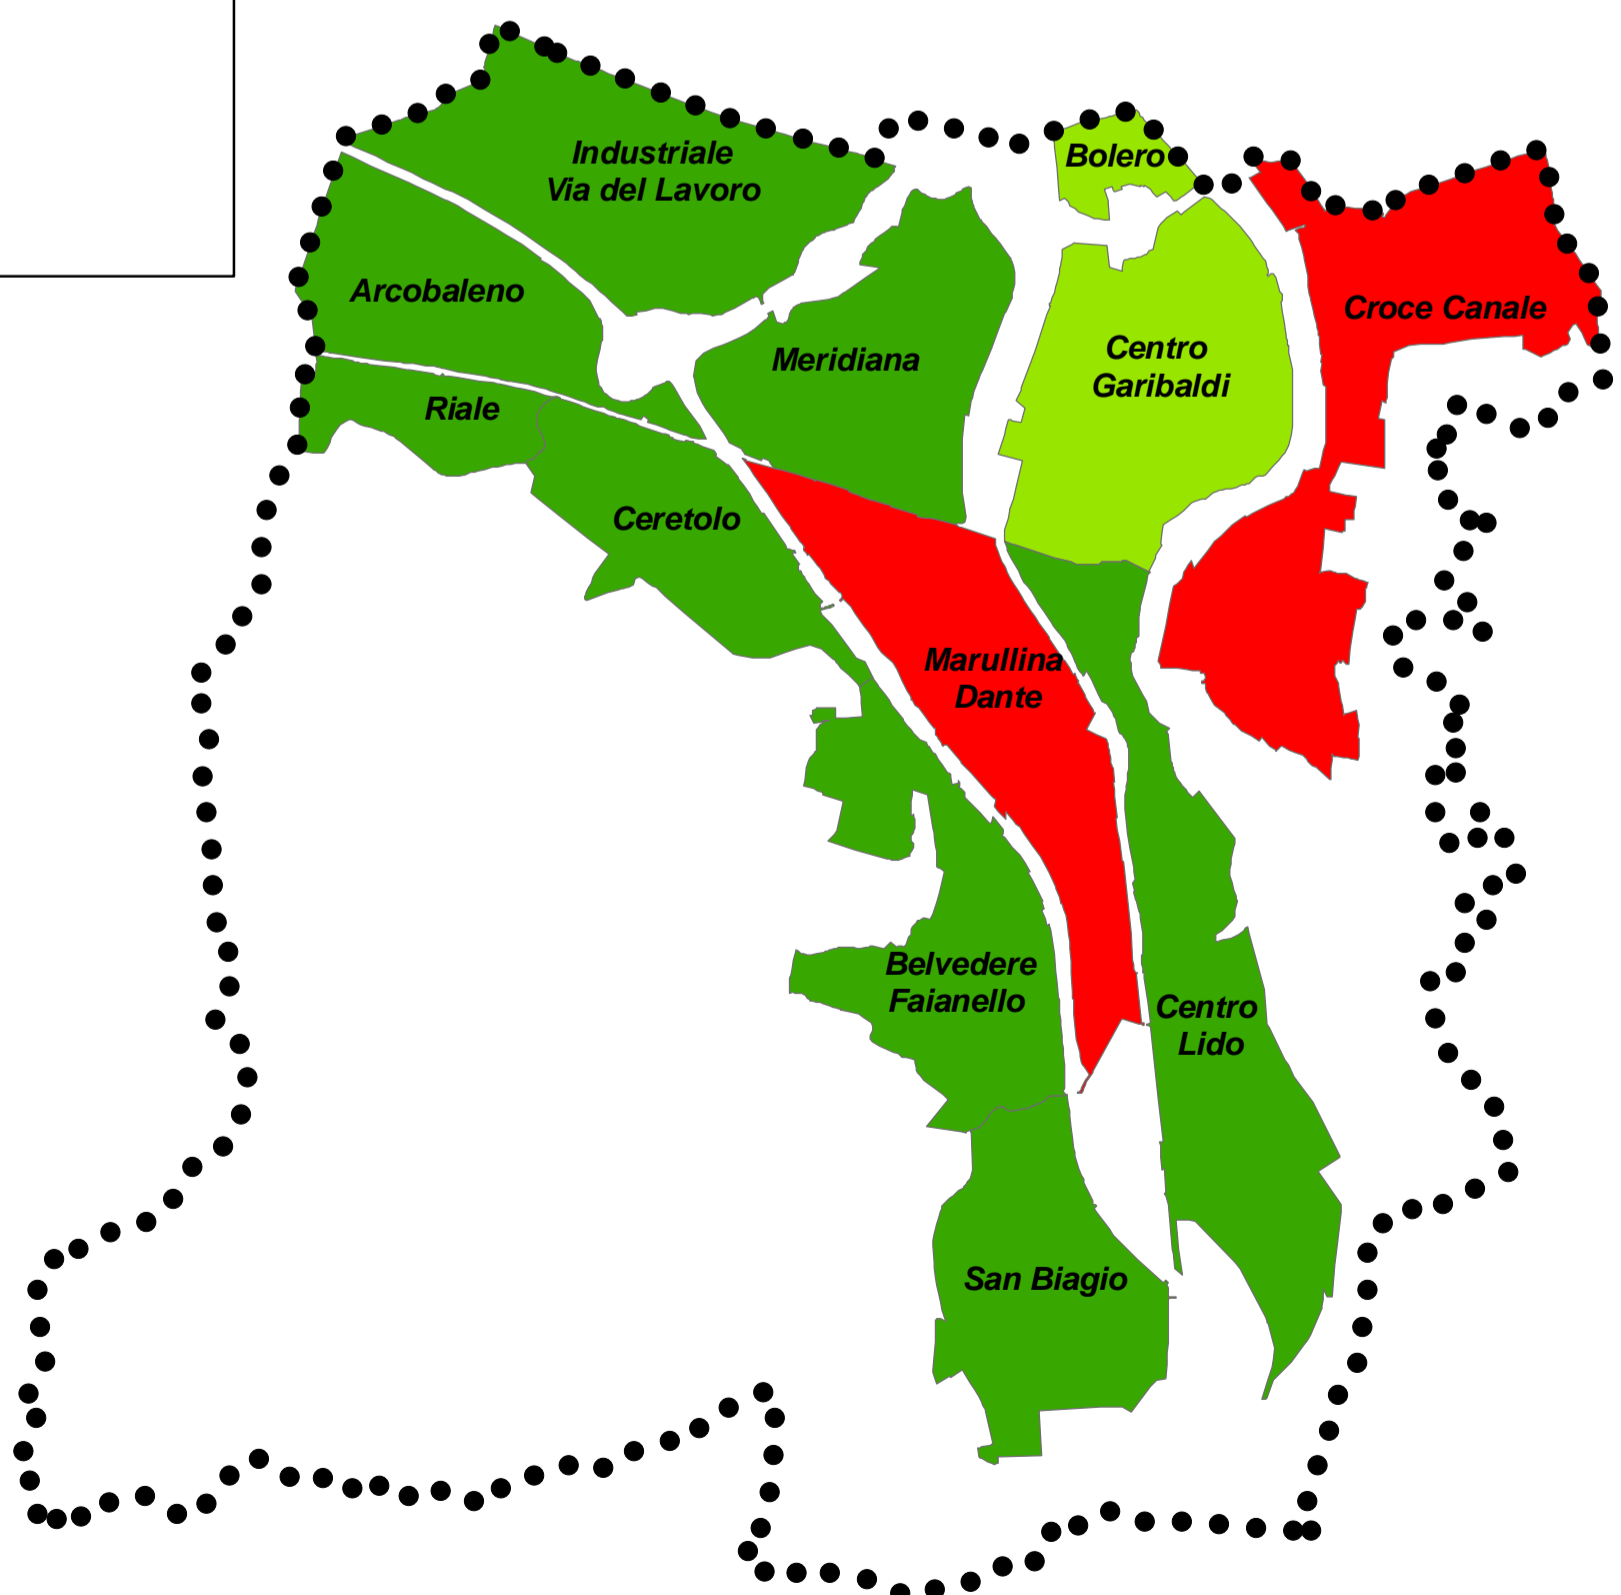 Industriale
Via del Lavoro
Bolero
Arcobaleno
Croce Canale
Meridiana
Centro
Garibaldi
Riale
Ceretolo
Marullina
Dante
Belvedere
Faianello
Centro
Lido
San Biagio